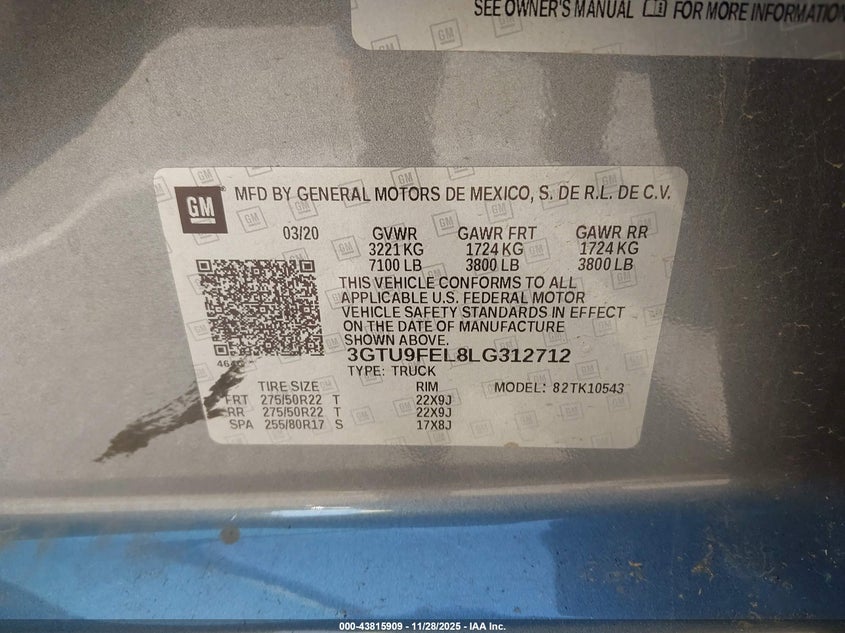 SEE OWNER'S MANUAL FOR MORE INFORMATION
GM
MFD BY GENERAL MOTORS DE MEXICO, S. DE R.L. DE C.V.
03/20 GVWR GAWR FRT GAWR RR
3221 KG 1724 KG 1724 KG
7100 LB 3800 LB 3800 LB
THIS VEHICLE CONFORMS TO ALL
APPLICABLE U.S. FEDERAL MOTOR
VEHICLE SAFETY STANDARDS IN EFFECT
ON THE DATE OF MANUFACTURE
SHOWN ABOVE.
3GTU9FEL8LG312712
TYPE: TRUCK
TIRE SIZE RIM MODEL: 82TK10543
FRT 275/50R22 T 22X9J
RR 275/50R22 T 22X9J
SPA 255/80R17 S 17X8J
000-43815909 - 11/28/2025 - IAA Inc.